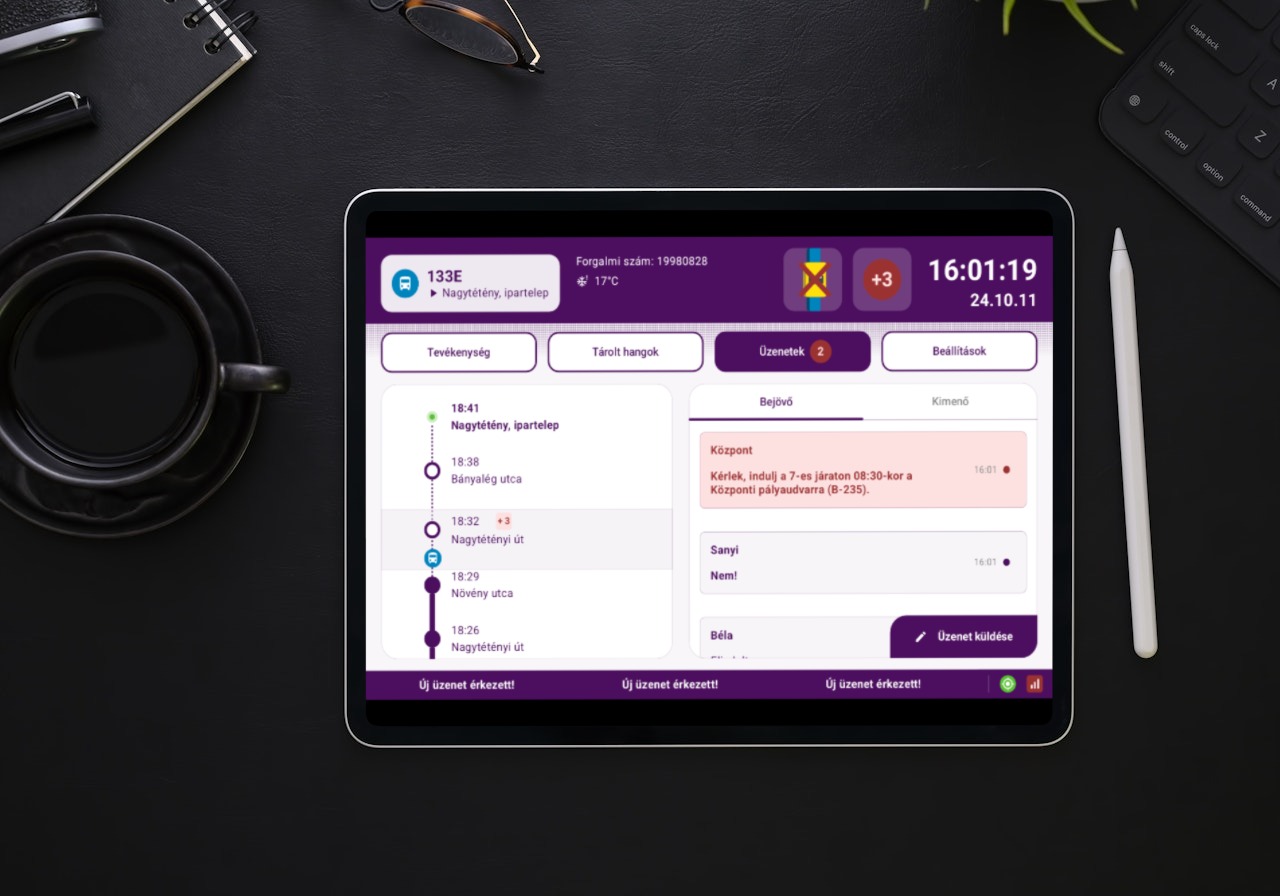 caps lock
shift
A
control
Z
option
command
133E
Nagytétény, ipartelep
Forgalmi szám: 19980828
17°C
+3
16:01:19
24.10.11
Tevékenység
Tárolt hangok
Üzenetek 2
Beállítások
18:41
Nagytétény, ipartelep
18:38
Bányalég utca
18:32 +3
Nagytétényi út
18:29
Növény utca
18:26
Nagytétényi út
Bejövő
Kimenő
Központ
Kérlek, indulj a 7-es járaton 08:30-kor a
Központi pályaudvarra (B-235).
16:01
Sanyi
Nem!
16:01
Béla
Üzenet küldése
Új üzenet érkezett!
Új üzenet érkezett!
Új üzenet érkezett!